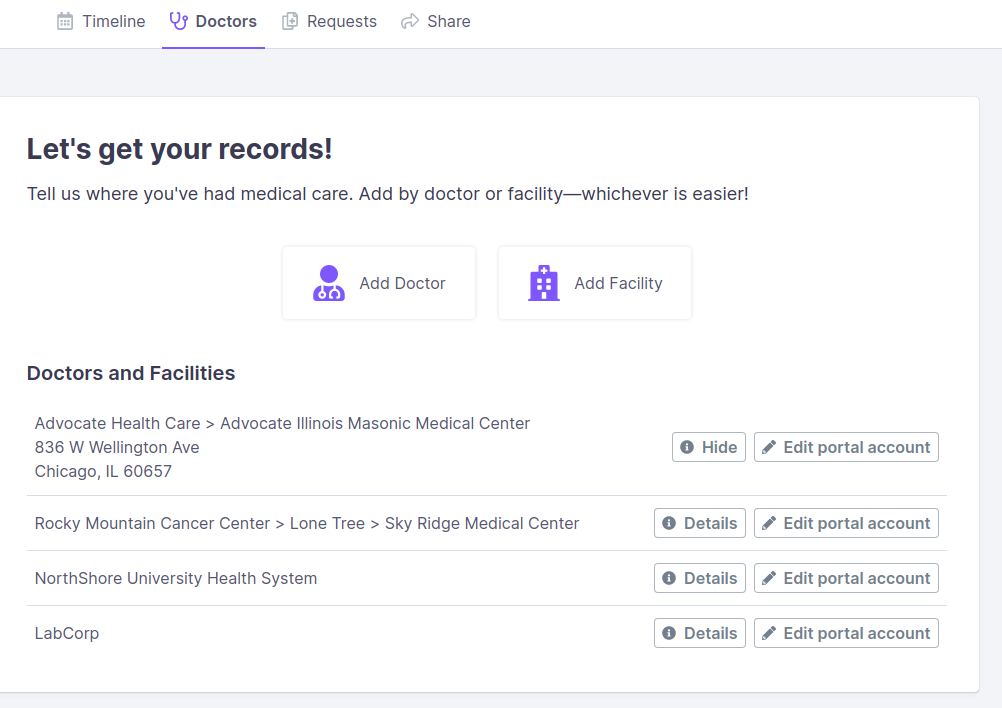 Timeline Doctors Requests Share
Let's get your records!
Tell us where you've had medical care. Add by doctor or facility—whichever is easier!
Add Doctor Add Facility
Doctors and Facilities
Advocate Health Care > Advocate Illinois Masonic Medical Center
836 W Wellington Ave
Chicago, IL 60657
Hide Edit portal account
Rocky Mountain Cancer Center > Lone Tree > Sky Ridge Medical Center Details Edit portal account
NorthShore University Health System Details Edit portal account
LabCorp Details Edit portal account